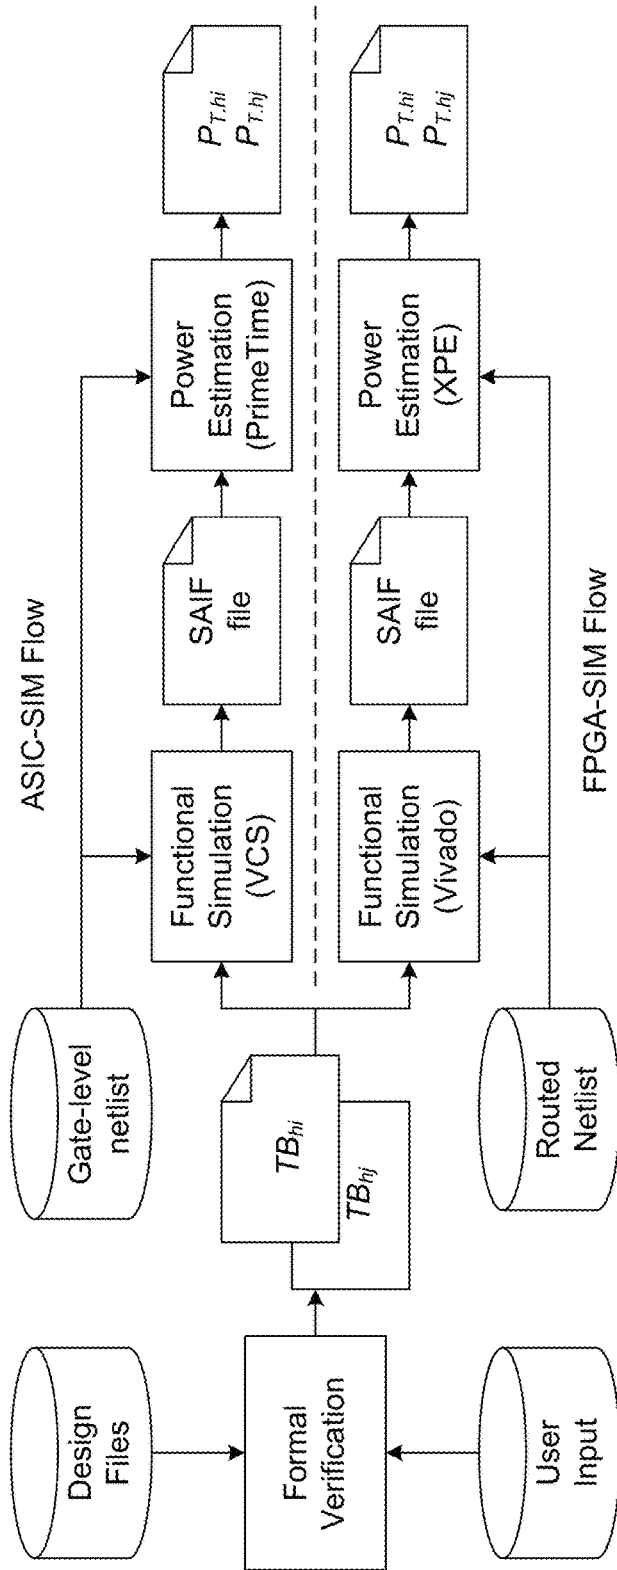 Design
Files
Formal
Verification
User
Input
TB_hi
TB_hj
Gate-level
netlist
Routed
Netlist
ASIC-SIM Flow
Functional
Simulation
(VCS)
SAIF
file
Power
Estimation
(PrimeTime)
P_T.hi
P_T.hj
Functional
Simulation
(Vivado)
SAIF
file
Power
Estimation
(XPE)
P_T.hi
P_T.hj
FPGA-SIM Flow